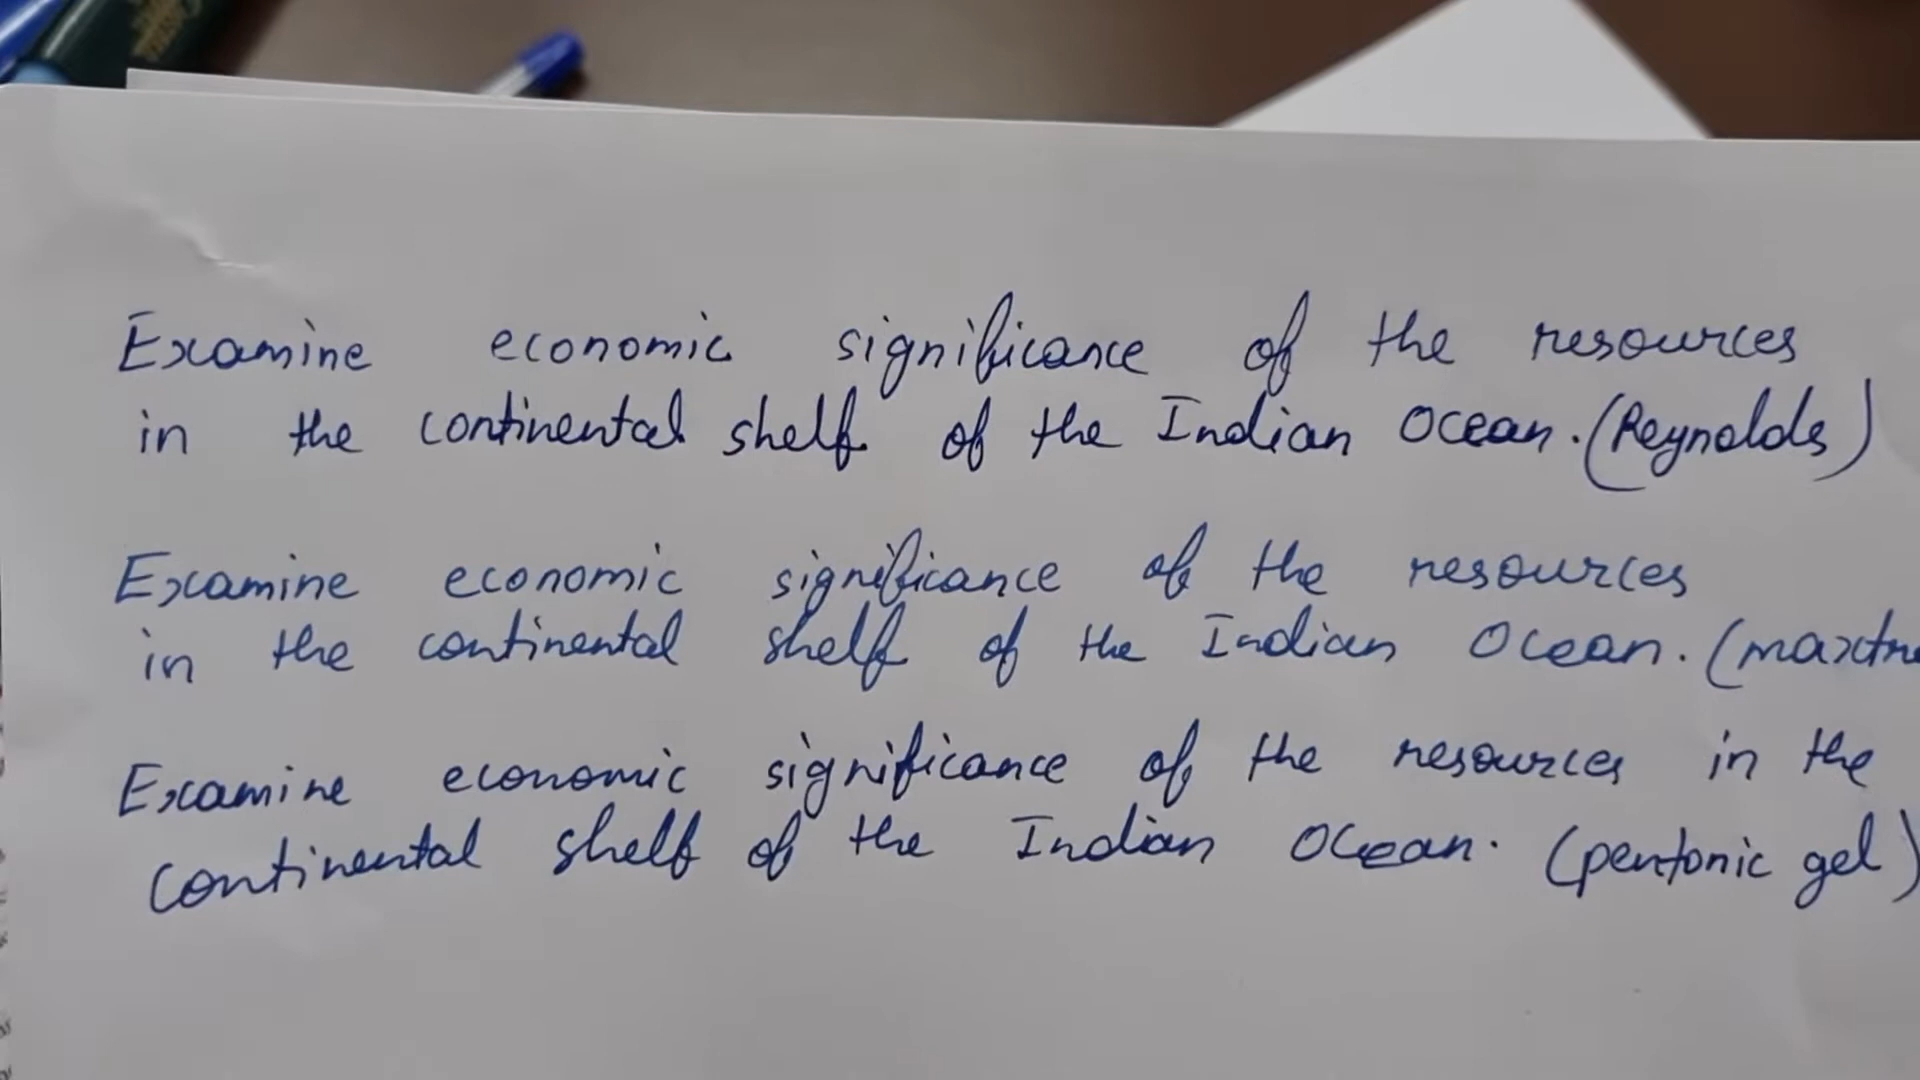 Examine economic significance of the resources
in the continental shelf of the Indian Ocean. (Reynolds)
Examine economic significance of the resources
in the continental shelf of the Indian Ocean. (maxtre
Examine economic significance of the resources in the
continental shelf of the Indian Ocean. (pentonic gel)